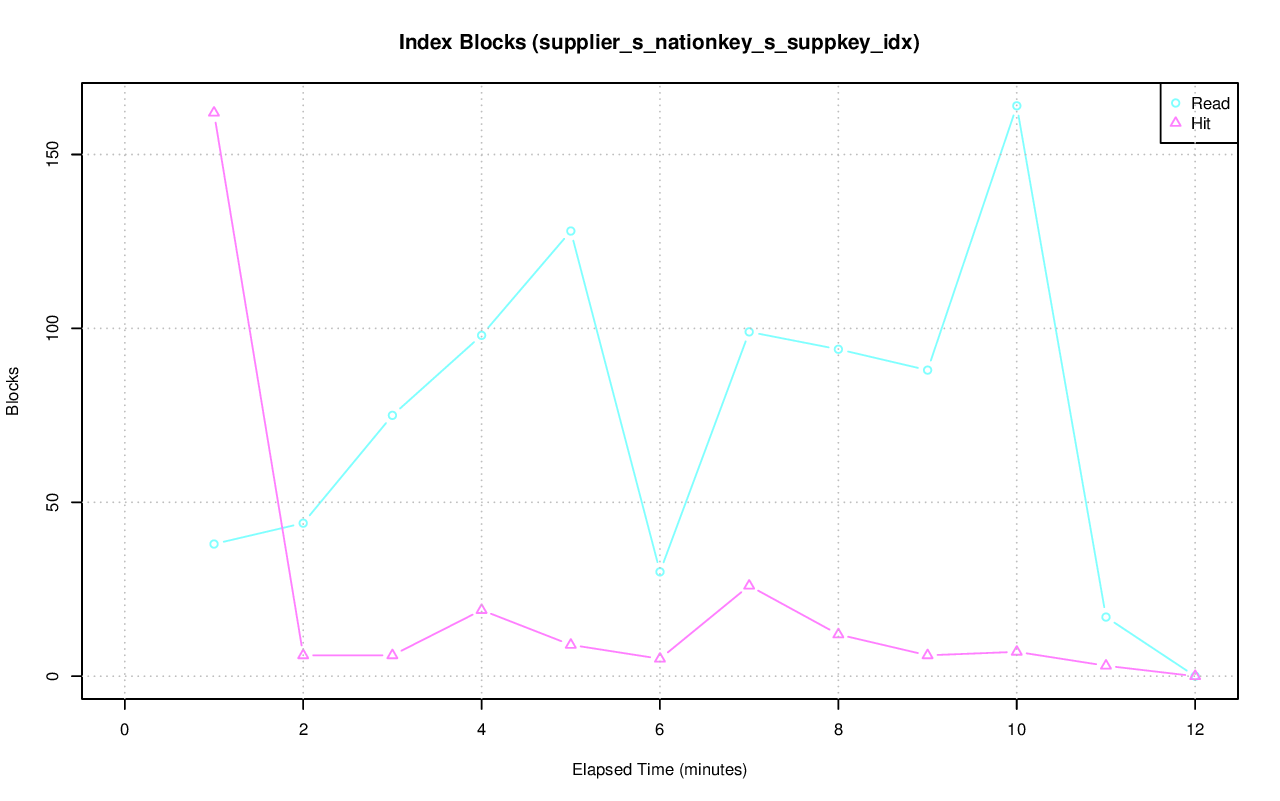 Index Blocks (supplier_s_nationkey_s_suppkey_idx)
Read
Hit
150
100
50
0
Blocks
0 2 4 6 8 10 12
Elapsed Time (minutes)